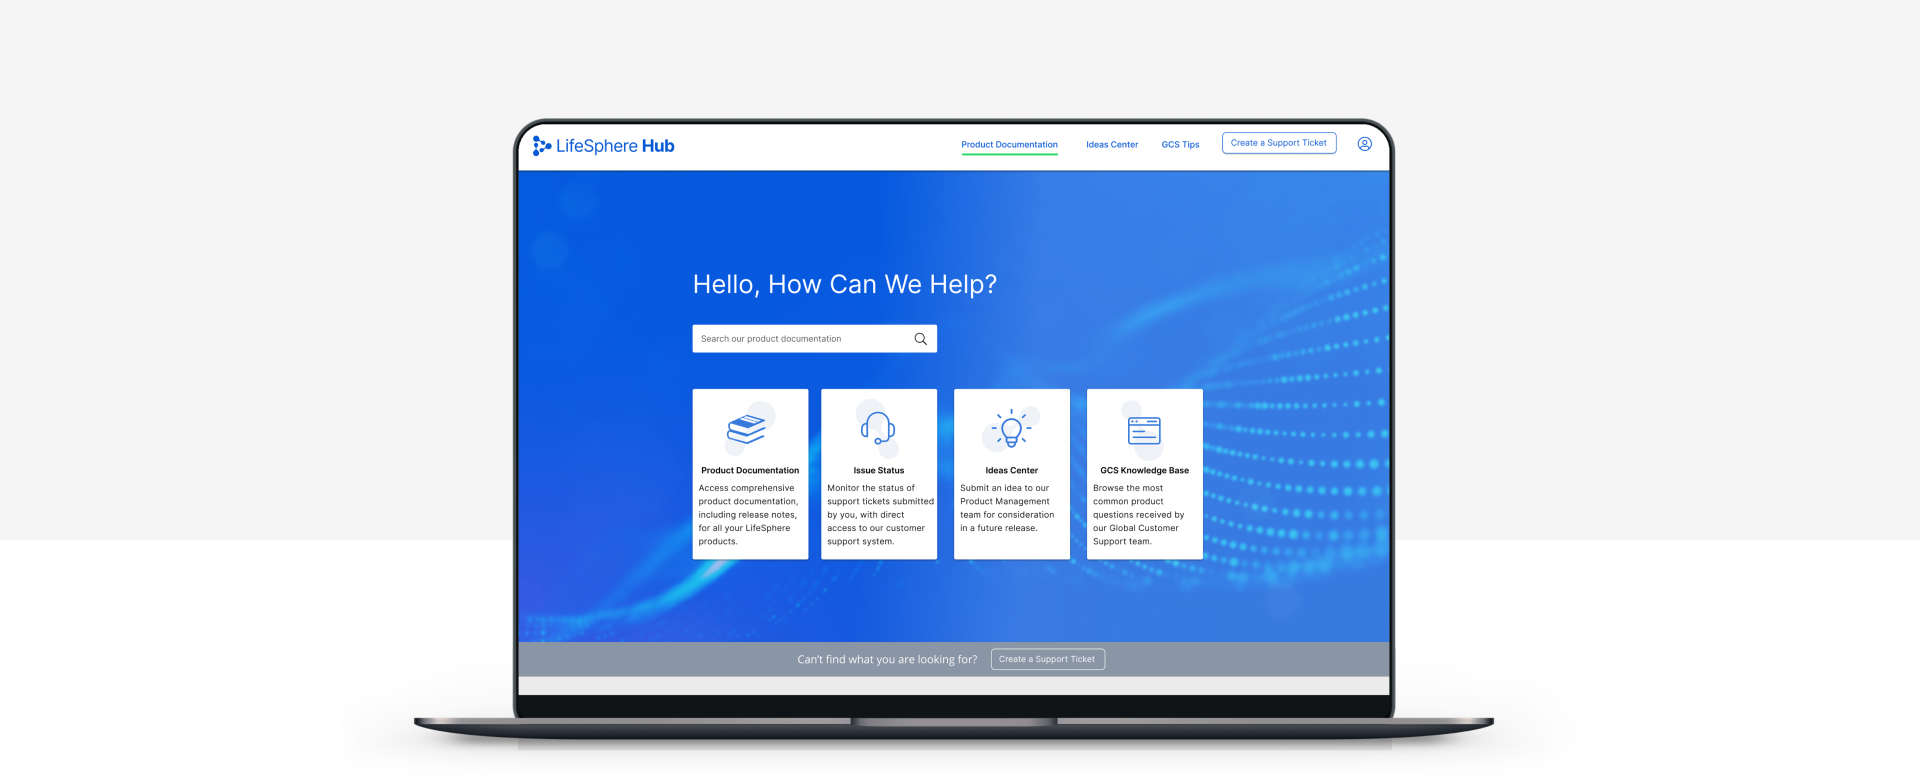 LifeSphere Hub
Product Documentation
Ideas Center
GCS Tips
Create a Support Ticket
Hello, How Can We Help?
Search our product documentation
Product Documentation
Access comprehensive
product documentation,
including release notes,
for all your LifeSphere
products.
Issue Status
Monitor the status of
support tickets submitted
by you, with direct
access to our customer
support system.
Ideas Center
Submit an idea to our
Product Management
team for consideration
in a future release.
GCS Knowledge Base
Browse the most
common product
questions received by
our Global Customer
Support team.
Can't find what you are looking for?
Create a Support Ticket